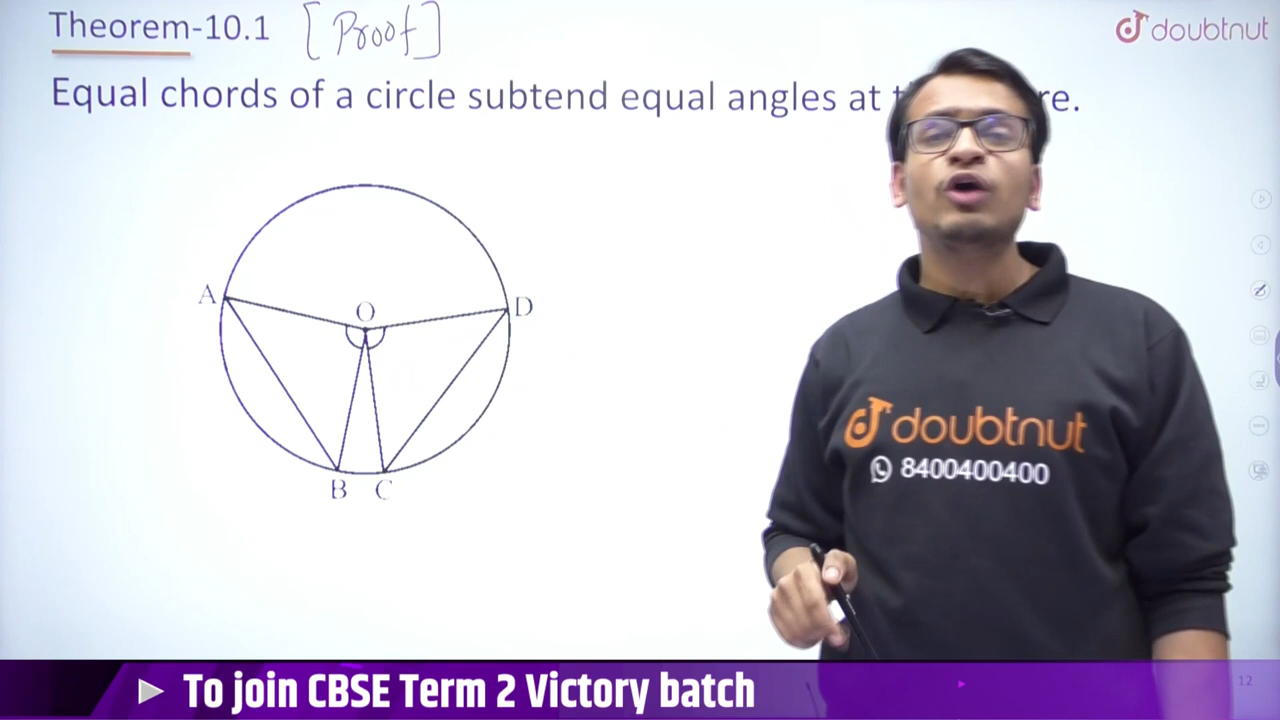 Theorem-10.1 [Proof]
doubtnut
Equal chords of a circle subtend equal angles at re.
A
O
D
B C
doubtnut
8400400400
To join CBSE Term 2 Victory batch
12